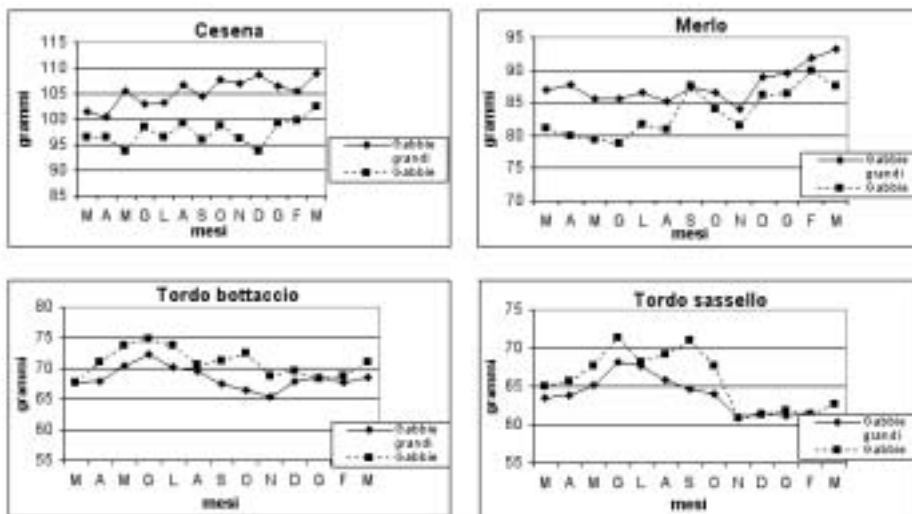 Cesena
115
110
105
100
95
90
85
grammi
M A M G L A S O N D G F M
mesi
Gabbie grandi
Gabbie
Merlo
95
90
85
80
75
70
grammi
M A M G L A S O N D G F M
mesi
Gabbie grandi
Gabbie
Tordo bottaccio
80
75
70
65
60
55
grammi
M A M G L A S O N D G F M
mesi
Gabbie grandi
Gabbie
Tordo sassello
75
70
65
60
55
grammi
M A M G L A S O N D G F M
mesi
Gabbie grandi
Gabbie